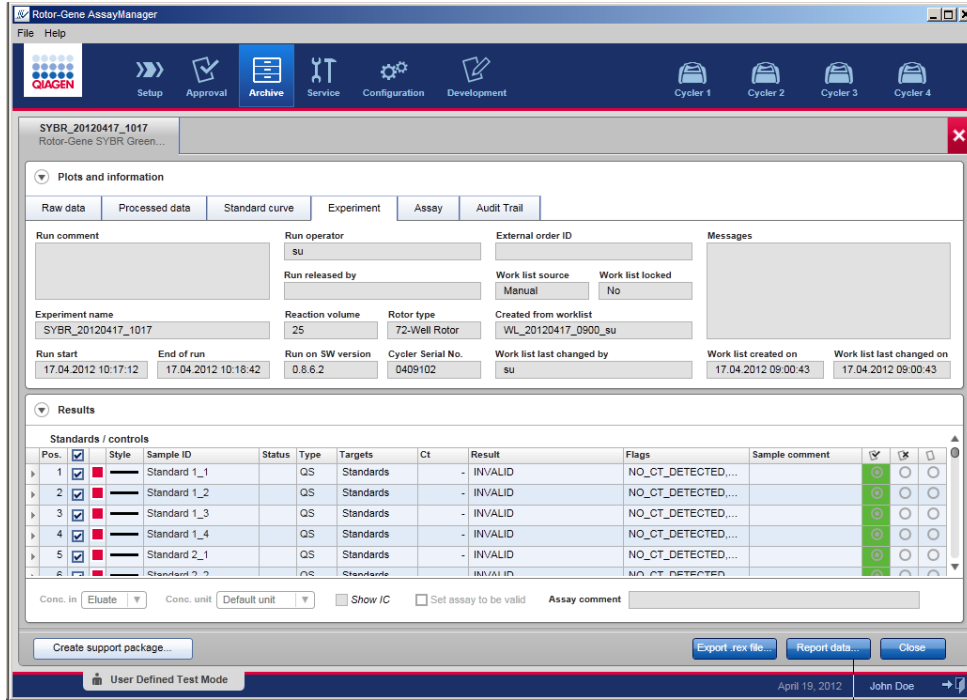 Rotor-Gene AssayManager
File Help
QIAGEN
Setup Approval Archive Service Configuration Development Cycler 1 Cycler 2 Cycler 3 Cycler 4
SYBR_20120417_1017
Rotor-Gene SYBR Green...
Plots and information
Raw data Processed data Standard curve Experiment Assay Audit Trail
Run comment Run operator External order ID Messages
su
Run released by Work list source Work list locked
Manual No
Experiment name Reaction volume Rotor type Created from worklist
SYBR_20120417_1017 25 72-Well Rotor WL_20120417_0900_su
Run start End of run Run on SW version Cycler Serial No. Work list last changed by Work list created on Work list last changed on
17.04.2012 10:17:12 17.04.2012 10:18:42 0.8.6.2 0409102 su 17.04.2012 09:00:43 17.04.2012 09:00:43
Results
Standards / controls
Pos. Style Sample ID Status Type Targets Ct Result Flags Sample comment
1 Standard 1_1 QS Standards - INVALID NO_CT_DETECTED,...
2 Standard 1_2 QS Standards - INVALID NO_CT_DETECTED,...
3 Standard 1_3 QS Standards - INVALID NO_CT_DETECTED,...
4 Standard 1_4 QS Standards - INVALID NO_CT_DETECTED,...
5 Standard 2_1 QS Standards - INVALID NO_CT_DETECTED,...
6 Standard 2_2 QS Standards INVALID NO_CT_DETECTED
Conc. in Eluate Conc. unit Default unit Show IC Set assay to be valid Assay comment
Create support package... Export .rex file... Report data... Close
User Defined Test Mode April 19, 2012 John Doe